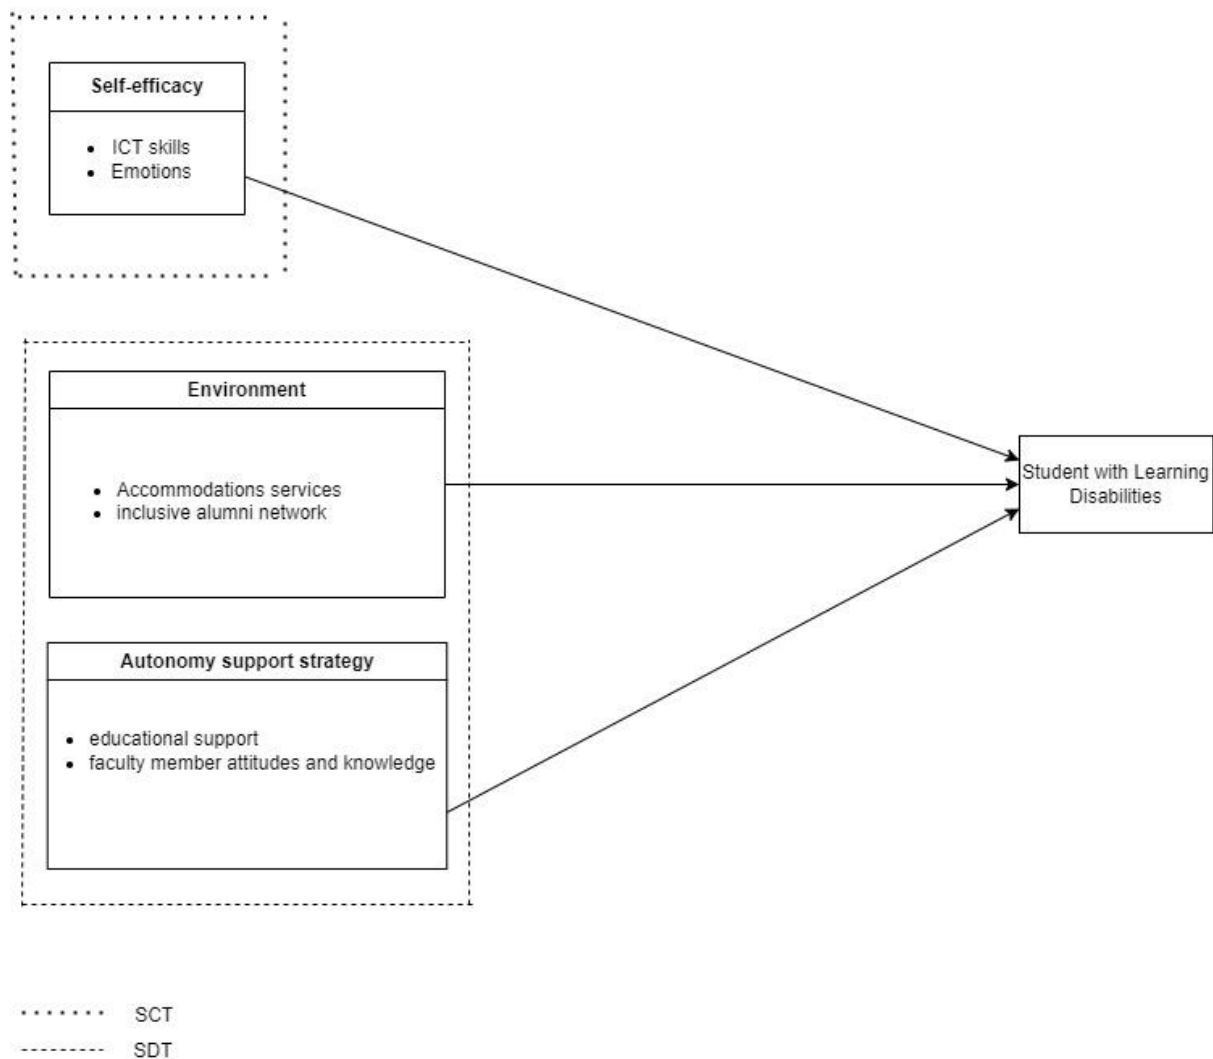 Self-efficacy
• ICT skills
• Emotions
Environment
• Accommodations services
• inclusive alumni network
Student with Learning
Disabilities
Autonomy support strategy
• educational support
• faculty member attitudes and knowledge
SCT
SDT